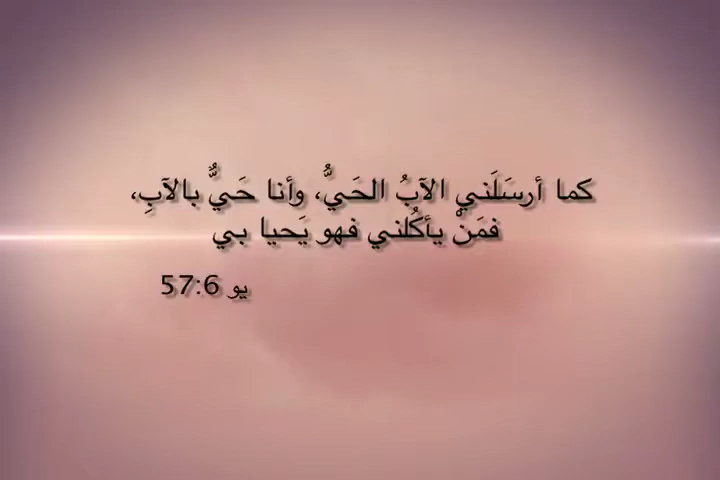 كما أرسَلَني الآبُ الحَيُّ، وأنا حَيٌّ بالآبِ،
فمَنْ يأكُلني فهو يَحيا بي
يو 57:6